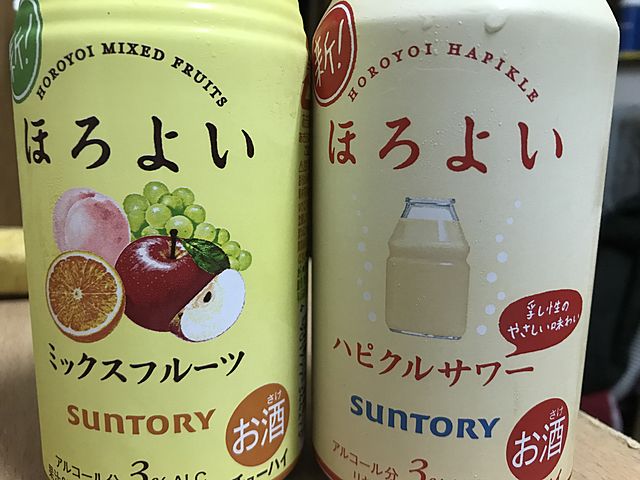 新!
HOROYOI MIXED FRUITS
ほろよい
ミックスフルーツ
SUNTORY
さけ
お酒
アルコール分 3% ALC
チューハイ
新!
HOROYOI HAPIKLE
ほろよい
乳性の
やさしい味わい
ハピクルサワー
SUNTORY
さけ
お酒
アルコール分 3%